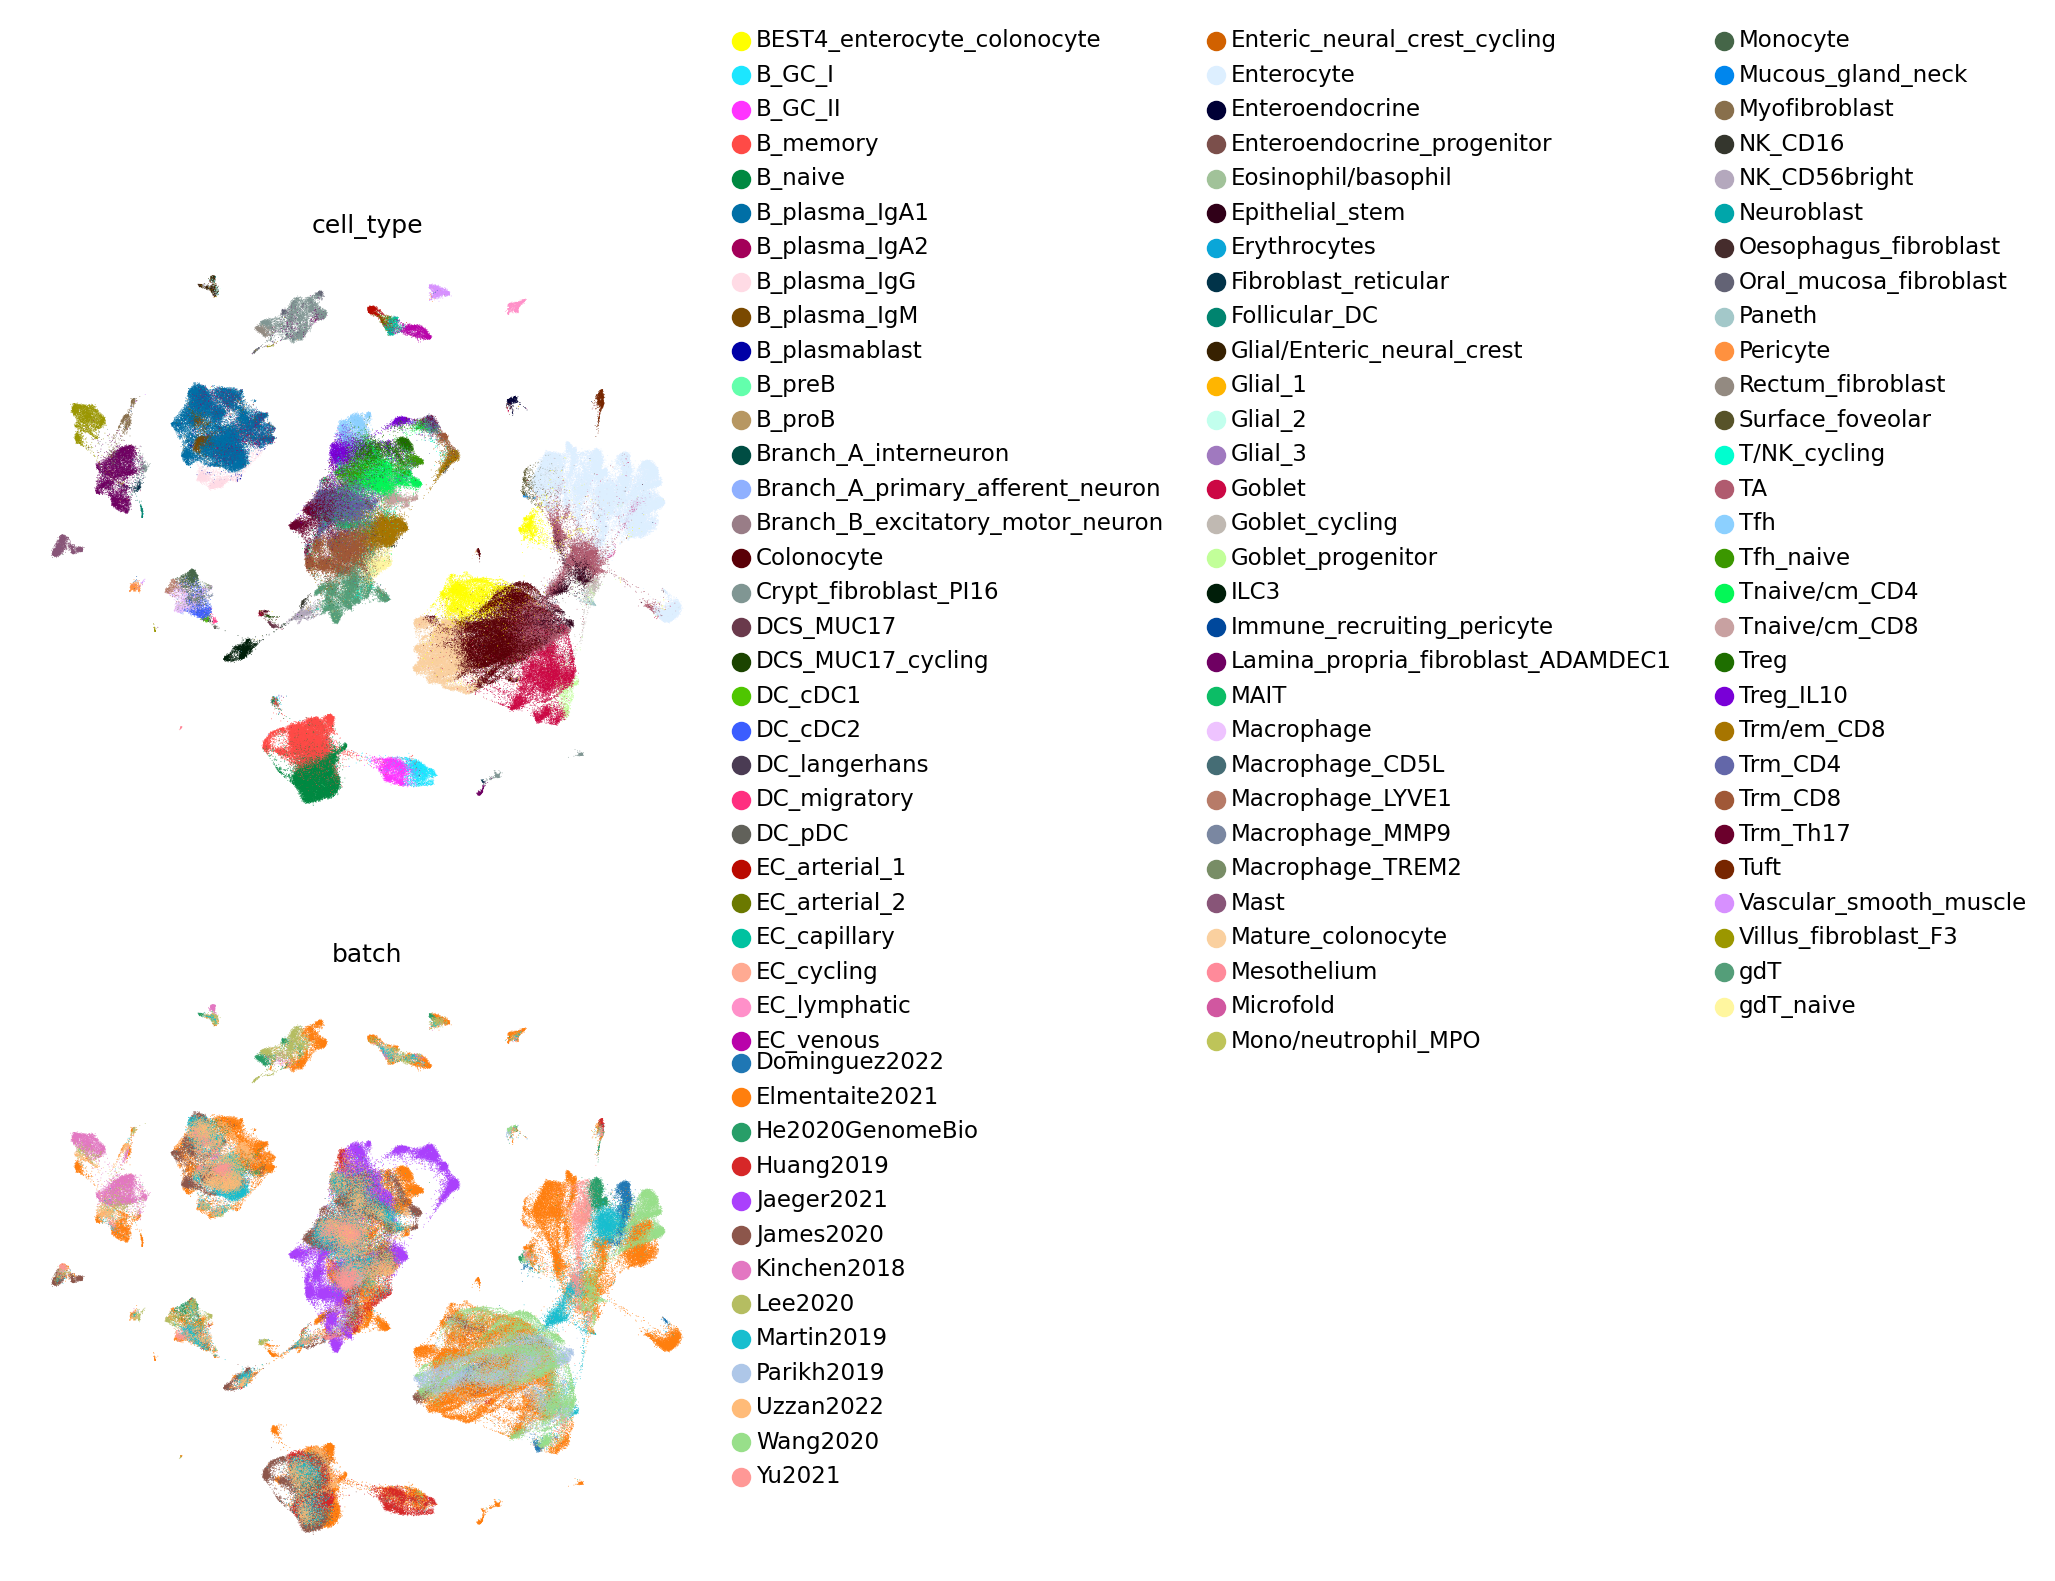 cell_type
BEST4_enterocyte_colonocyte
B_GC_I
B_GC_II
B_memory
B_naive
B_plasma_IgA1
B_plasma_IgA2
B_plasma_IgG
B_plasma_IgM
B_plasmablast
B_preB
B_proB
Branch_A_interneuron
Branch_A_primary_afferent_neuron
Branch_B_excitatory_motor_neuron
Colonocyte
Crypt_fibroblast_PI16
DCS_MUC17
DCS_MUC17_cycling
DC_cDC1
DC_cDC2
DC_langerhans
DC_migratory
DC_pDC
EC_arterial_1
EC_arterial_2
EC_capillary
EC_cycling
EC_lymphatic
EC_venous
Enteric_neural_crest_cycling
Enterocyte
Enteroendocrine
Enteroendocrine_progenitor
Eosinophil/basophil
Epithelial_stem
Erythrocytes
Fibroblast_reticular
Follicular_DC
Glial/Enteric_neural_crest
Glial_1
Glial_2
Glial_3
Goblet
Goblet_cycling
Goblet_progenitor
ILC3
Immune_recruiting_pericyte
Lamina_propria_fibroblast_ADAMDEC1
MAIT
Macrophage
Macrophage_CD5L
Macrophage_LYVE1
Macrophage_MMP9
Macrophage_TREM2
Mast
Mature_colonocyte
Mesothelium
Microfold
Mono/neutrophil_MPO
Monocyte
Mucous_gland_neck
Myofibroblast
NK_CD16
NK_CD56bright
Neuroblast
Oesophagus_fibroblast
Oral_mucosa_fibroblast
Paneth
Pericyte
Rectum_fibroblast
Surface_foveolar
T/NK_cycling
TA
Tfh
Tfh_naive
Tnaive/cm_CD4
Tnaive/cm_CD8
Treg
Treg_IL10
Trm/em_CD8
Trm_CD4
Trm_CD8
Trm_Th17
Tuft
Vascular_smooth_muscle
Villus_fibroblast_F3
gdT
gdT_naive
batch
Dominguez2022
Elmentaite2021
He2020GenomeBio
Huang2019
Jaeger2021
James2020
Kinchen2018
Lee2020
Martin2019
Parikh2019
Uzzan2022
Wang2020
Yu2021